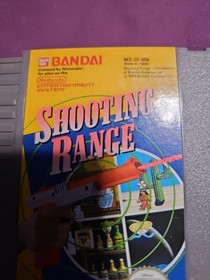 BANDAI
Licensed by Nintendo
for play on the
Nintendo
ENTERTAINMENT
SYSTEM
SHOOTING
RANGE